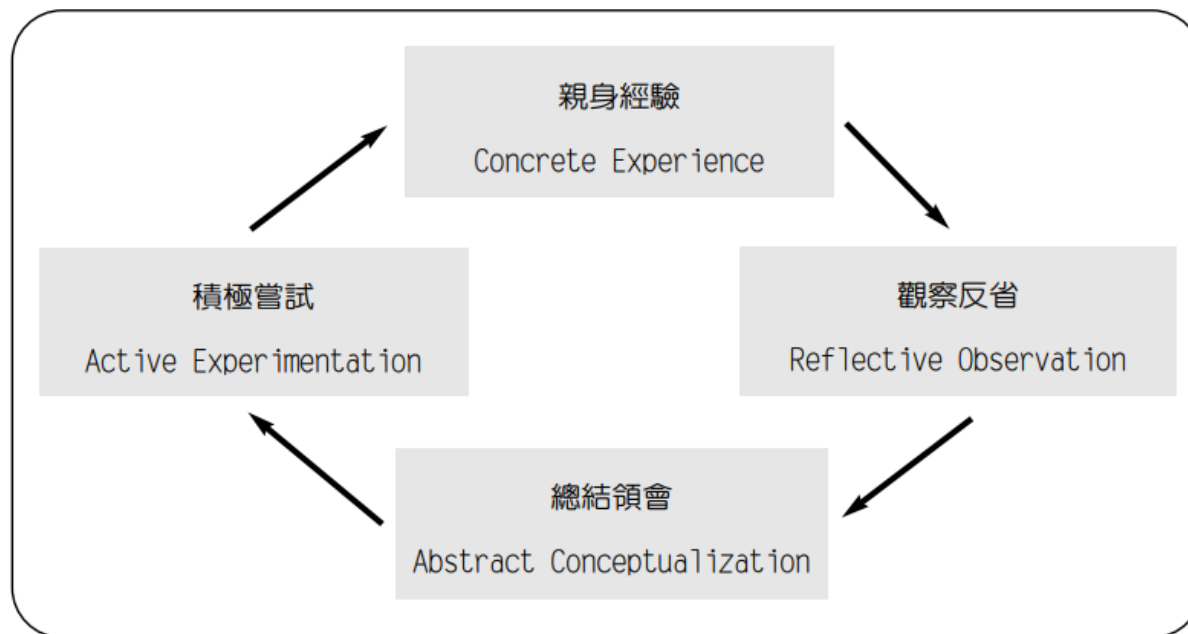 親身經驗
Concrete Experience
積極嘗試
Active Experimentation
觀察反省
Reflective Observation
總結領會
Abstract Conceptualization